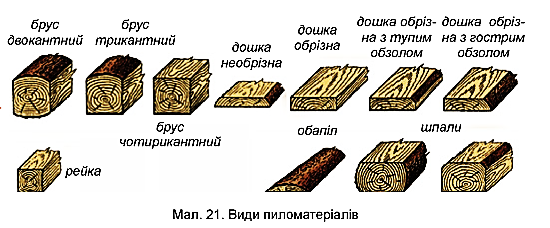 брус
двокантний
брус
трикантний
брус
чотирикантний
дошка
необрізна
дошка
обрізна
дошка обріз-
на з тупим
обзолом
дошка обріз-
на з гострим
обзолом
рейка
обапіл
шпали
Мал. 21. Види пиломатеріалів